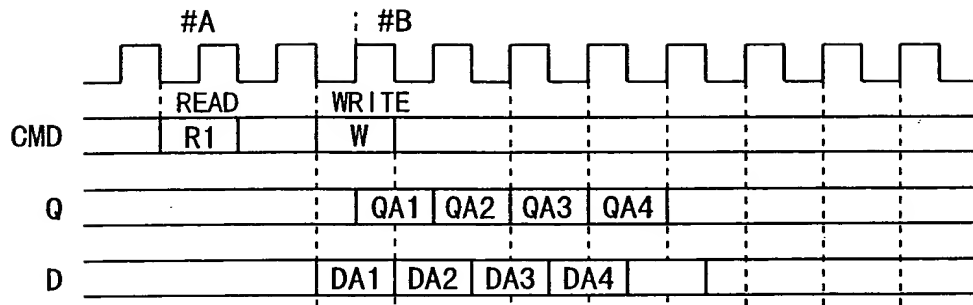 #A #B
READ WRITE
CMD R1 W
Q QA1 QA2 QA3 QA4
D DA1 DA2 DA3 DA4